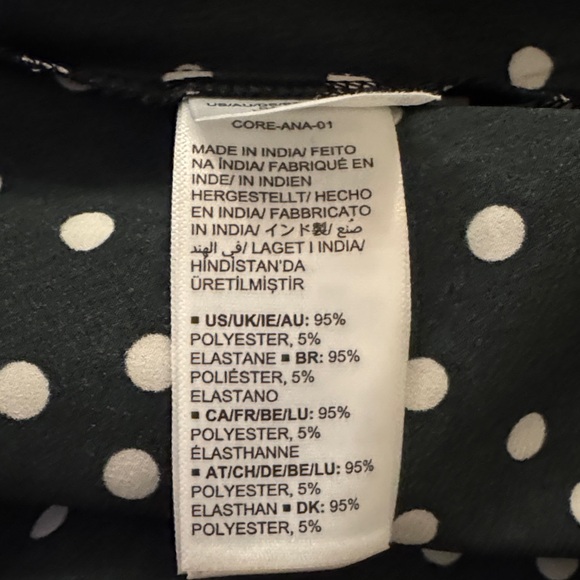 CORE-ANA-01
MADE IN INDIA/ FEITO
NA ÍNDIA/ FABRIQUÉ EN
INDE/ IN INDIEN
HERGESTELLT/ HECHO
EN INDIA/ FABBRICATO
IN INDIA/ インド製/ صُنع
في الهند/ LAGET I INDIA/
HİNDİSTAN'DA
ÜRETİLMİŞTİR
▪ US/UK/IE/AU: 95%
POLYESTER, 5%
ELASTANE ▪ BR: 95%
POLIÉSTER, 5%
ELASTANO
▪ CA/FR/BE/LU: 95%
POLYESTER, 5%
ÉLASTHANNE
▪ AT/CH/DE/BE/LU: 95%
POLYESTER, 5%
ELASTHAN ▪ DK: 95%
POLYESTER, 5%